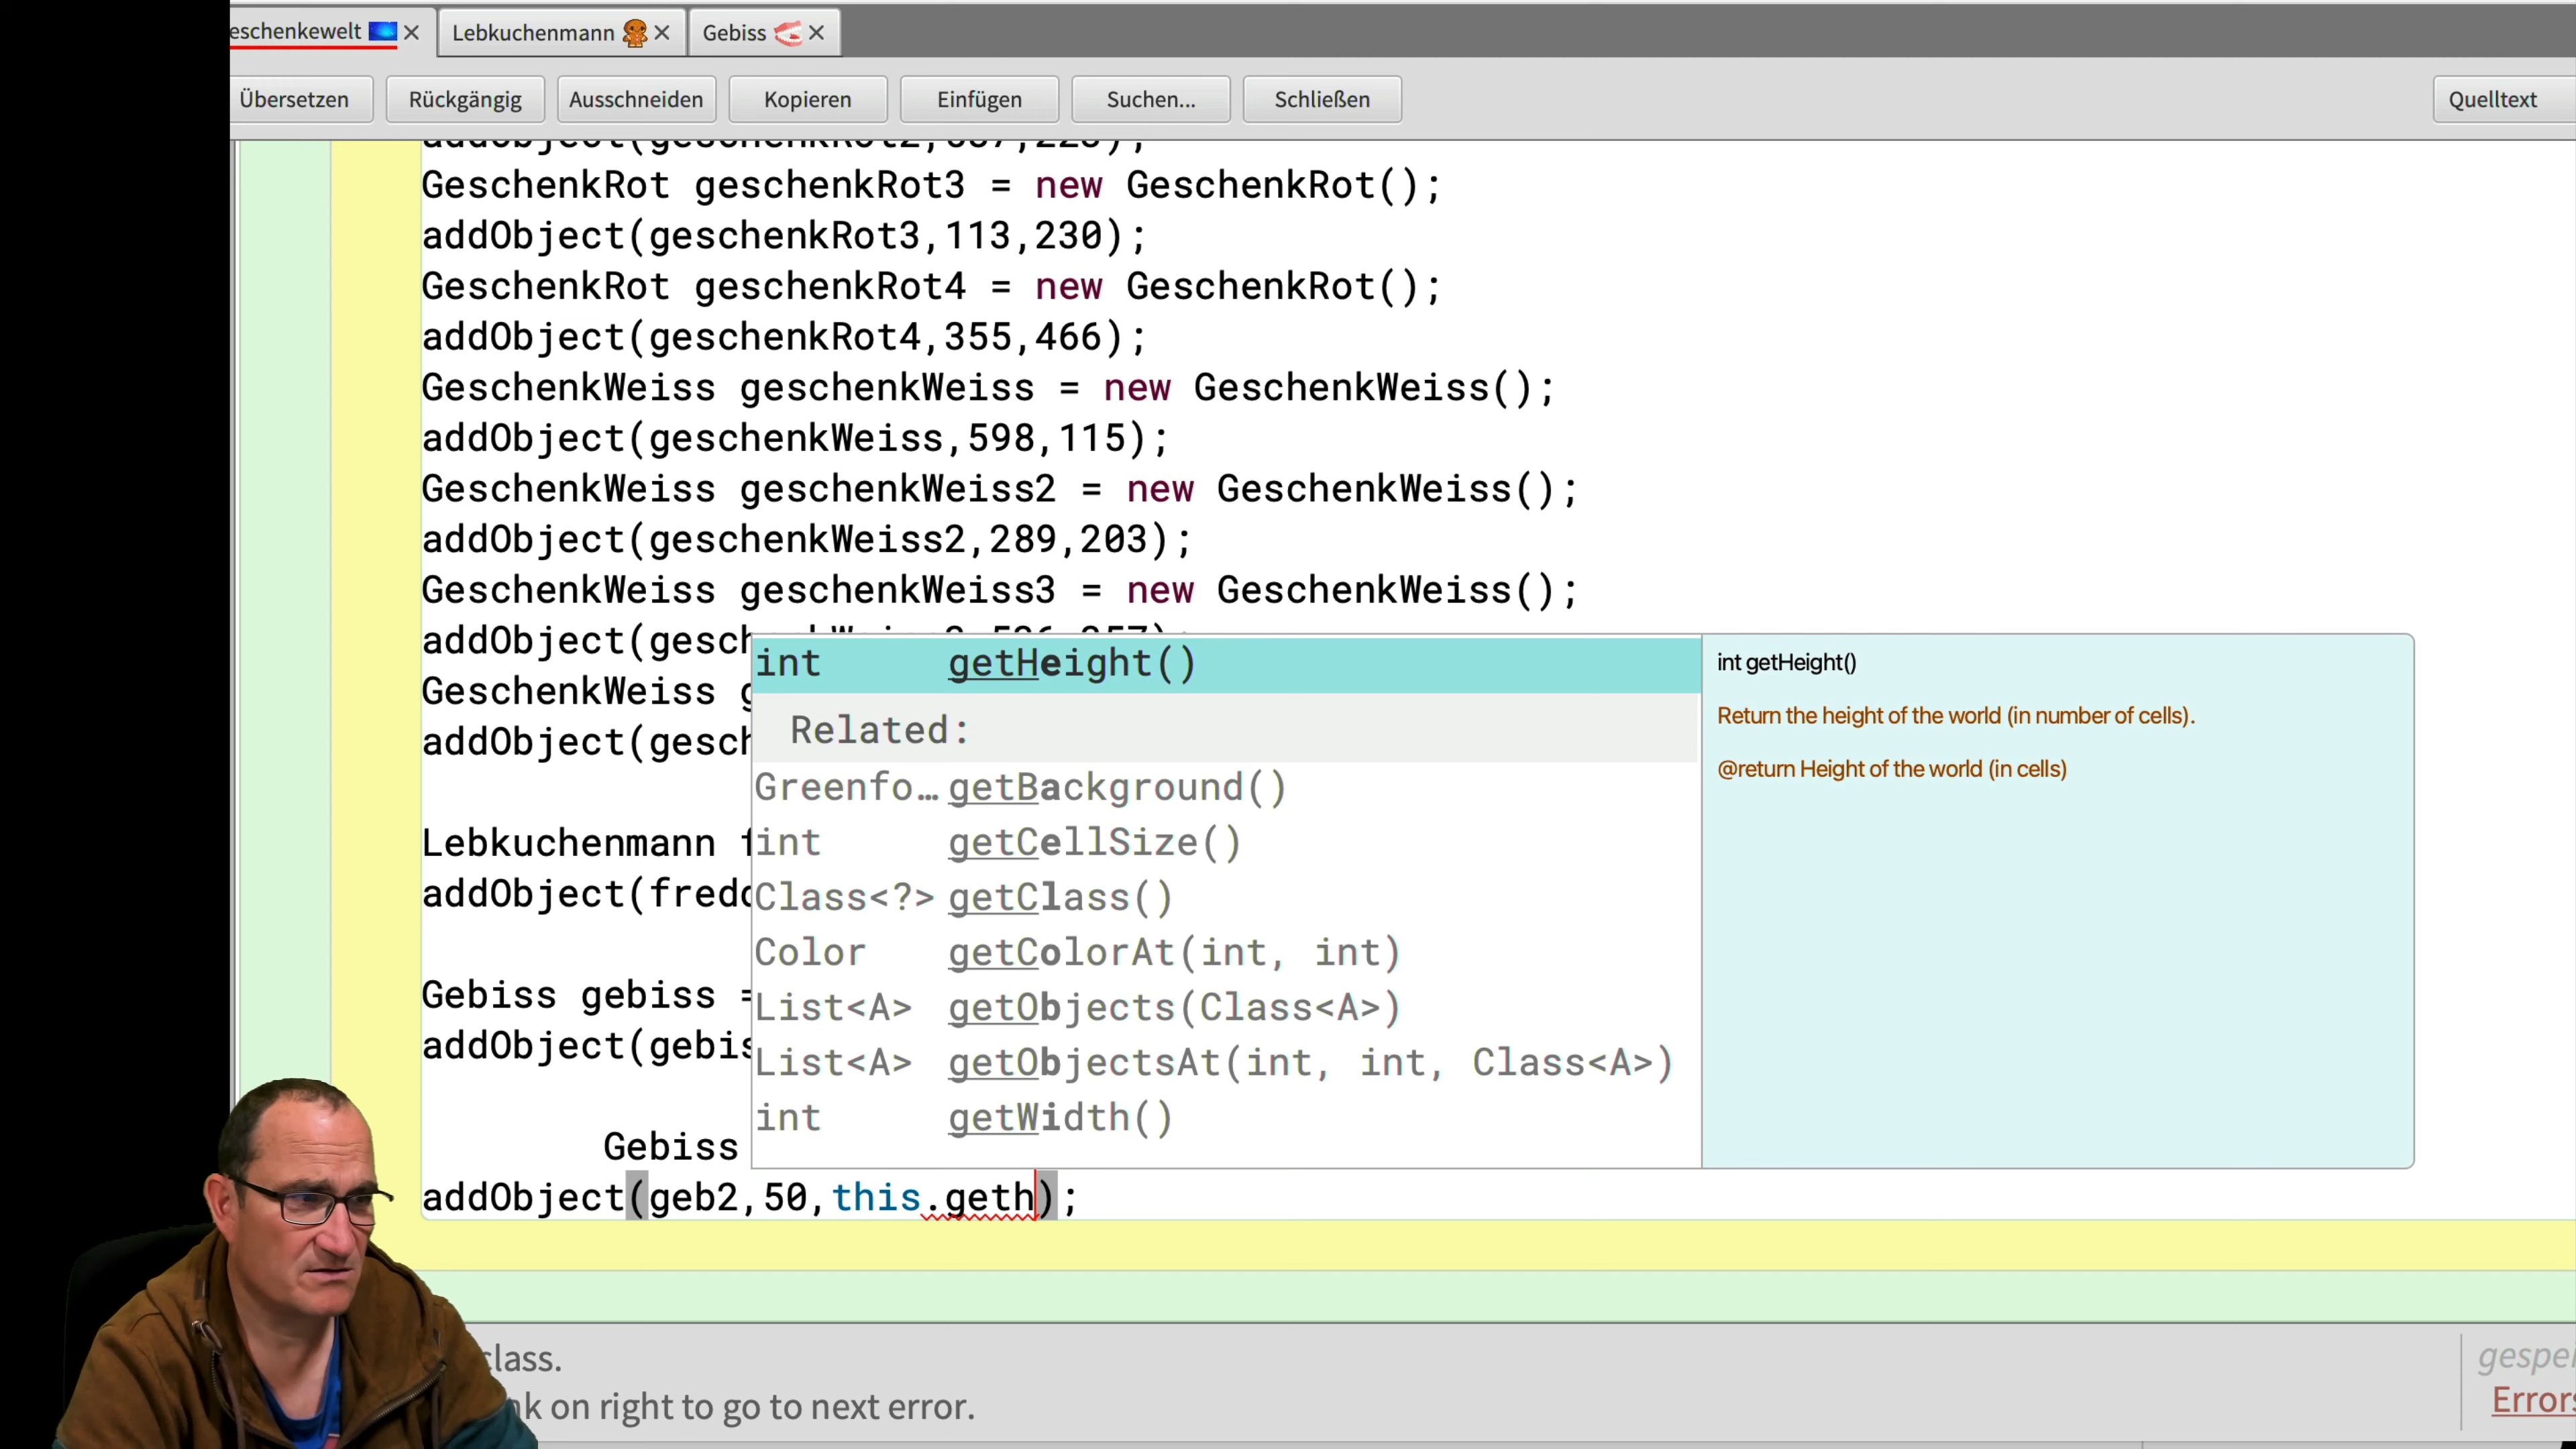 eschenkewelt Lebkuchenmann Gebiss
Übersetzen Rückgängig Ausschneiden Kopieren Einfügen Suchen... Schließen Quelltext
GeschenkRot geschenkRot3 = new GeschenkRot();
addObject(geschenkRot3,113,230);
GeschenkRot geschenkRot4 = new GeschenkRot();
addObject(geschenkRot4,355,466);
GeschenkWeiss geschenkWeiss = new GeschenkWeiss();
addObject(geschenkWeiss,598,115);
GeschenkWeiss geschenkWeiss2 = new GeschenkWeiss();
addObject(geschenkWeiss2,289,203);
GeschenkWeiss geschenkWeiss3 = new GeschenkWeiss();
addObject(gesch
GeschenkWeiss g
addObject(gesch
Lebkuchenmann f
addObject(fredd
Gebiss gebiss =
addObject(gebis
Gebiss
addObject(geb2,50,this.geth);
int getHeight()
Related:
Greenfo… getBackground()
int getCellSize()
Class<?> getClass()
Color getColorAt(int, int)
List<A> getObjects(Class<A>)
List<A> getObjectsAt(int, int, Class<A>)
int getWidth()
int getHeight()
Return the height of the world (in number of cells).
@return Height of the world (in cells)
class.
nk on right to go to next error.
gespei
Errors